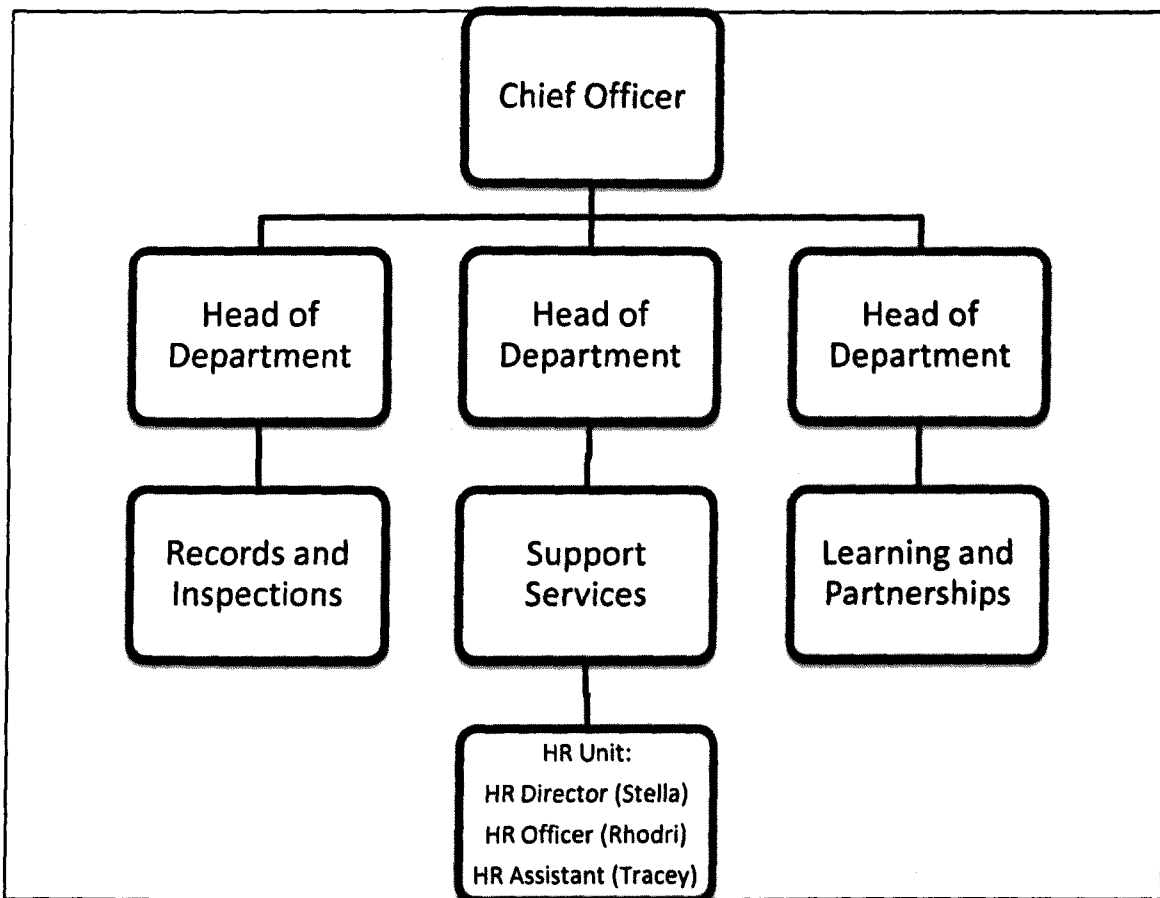 Chief Officer
Head of
Department
Head of
Department
Head of
Department
Records and
Inspections
Support
Services
Learning and
Partnerships
HR Unit:
HR Director (Stella)
HR Officer (Rhodri)
HR Assistant (Tracey)